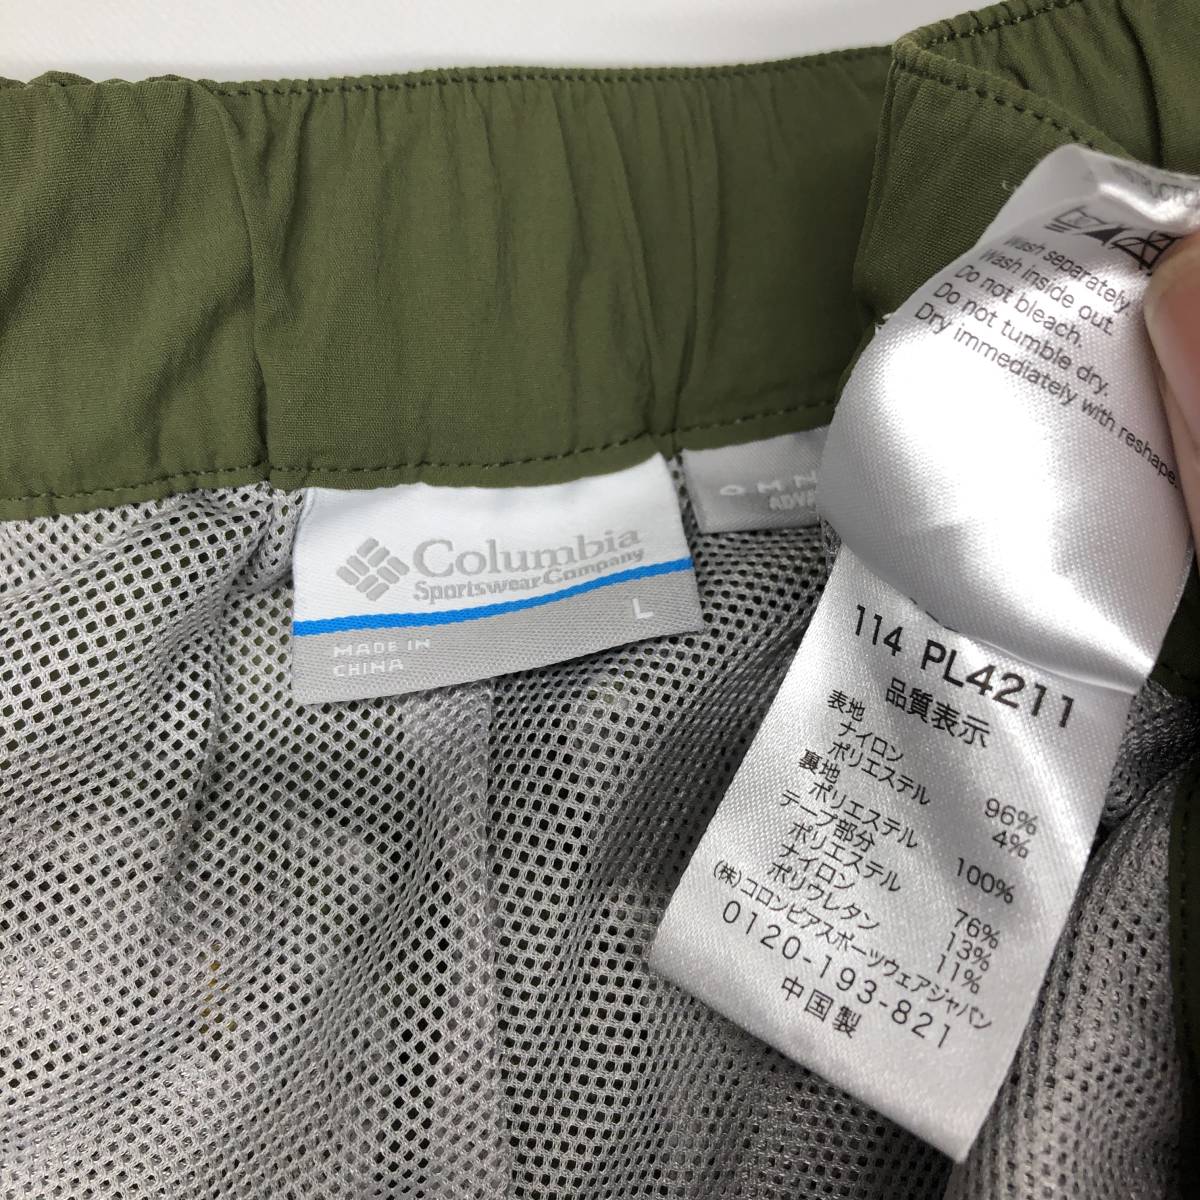 Columbia
Sportswear Company
L
MADE IN
CHINA
Wash separately
Wash inside out.
Do not bleach.
Do not tumble dry.
Dry immediately with reshape.
114 PL4211
品質表示
表地
ナイロン 96%
ポリエステル 4%
裏地
ポリエステル 100%
テープ部分
ポリエステル 76%
ナイロン 13%
ポリウレタン 11%
(株)コロンビアスポーツウェアジャパン
0120-193-821
中国製